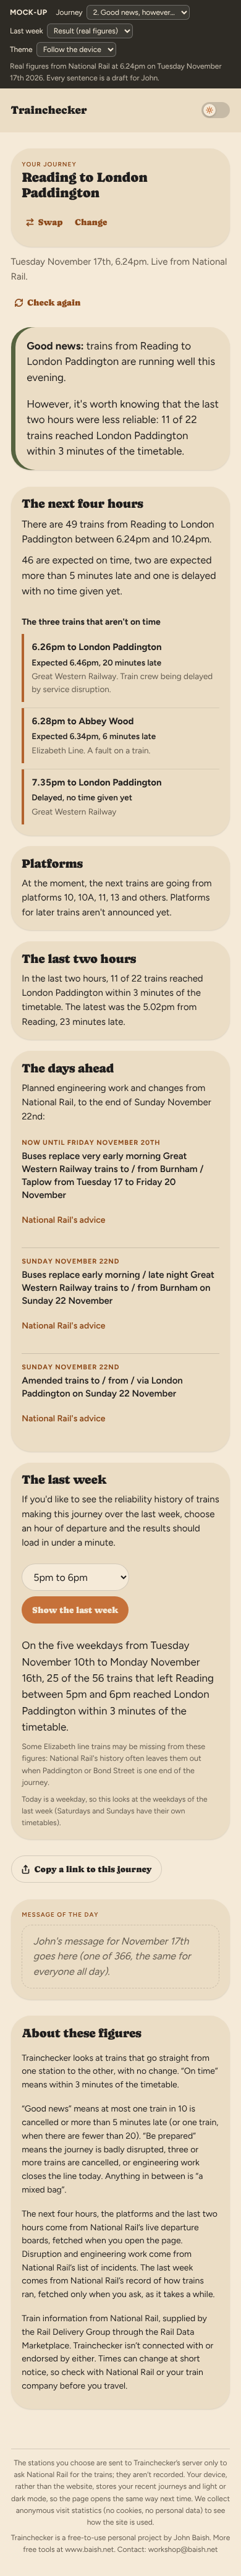 MOCK-UP Journey 2. Good news, however...
Last week Result (real figures)
Theme Follow the device
Real figures from National Rail at 6.24pm on Tuesday November
17th 2026. Every sentence is a draft for John.
Trainchecker
YOUR JOURNEY
Reading to London
Paddington
Swap Change
Tuesday November 17th, 6.24pm. Live from National
Rail.
Check again
Good news: trains from Reading to
London Paddington are running well this
evening.
However, it's worth knowing that the last
two hours were less reliable: 11 of 22
trains reached London Paddington
within 3 minutes of the timetable.
The next four hours
There are 49 trains from Reading to London
Paddington between 6.24pm and 10.24pm.
46 are expected on time, two are expected
more than 5 minutes late and one is delayed
with no time given yet.
The three trains that aren't on time
6.26pm to London Paddington
Expected 6.46pm, 20 minutes late
Great Western Railway. Train crew being delayed
by service disruption.
6.28pm to Abbey Wood
Expected 6.34pm, 6 minutes late
Elizabeth Line. A fault on a train.
7.35pm to London Paddington
Delayed, no time given yet
Great Western Railway
Platforms
At the moment, the next trains are going from
platforms 10, 10A, 11, 13 and others. Platforms
for later trains aren't announced yet.
The last two hours
In the last two hours, 11 of 22 trains reached
London Paddington within 3 minutes of the
timetable. The latest was the 5.02pm from
Reading, 23 minutes late.
The days ahead
Planned engineering work and changes from
National Rail, to the end of Sunday November
22nd:
NOW UNTIL FRIDAY NOVEMBER 20TH
Buses replace very early morning Great
Western Railway trains to / from Burnham /
Taplow from Tuesday 17 to Friday 20
November
National Rail's advice
SUNDAY NOVEMBER 22ND
Buses replace early morning / late night Great
Western Railway trains to / from Burnham on
Sunday 22 November
National Rail's advice
SUNDAY NOVEMBER 22ND
Amended trains to / from / via London
Paddington on Sunday 22 November
National Rail's advice
The last week
If you'd like to see the reliability history of trains
making this journey over the last week, choose
an hour of departure and the results should
load in under a minute.
5pm to 6pm
Show the last week
On the five weekdays from Tuesday
November 10th to Monday November
16th, 25 of the 56 trains that left Reading
between 5pm and 6pm reached London
Paddington within 3 minutes of the
timetable.
Some Elizabeth line trains may be missing from these
figures: National Rail's history often leaves them out
when Paddington or Bond Street is one end of the
journey.
Today is a weekday, so this looks at the weekdays of the
last week (Saturdays and Sundays have their own
timetables).
Copy a link to this journey
MESSAGE OF THE DAY
John's message for November 17th
goes here (one of 366, the same for
everyone all day).
About these figures
Trainchecker looks at trains that go straight from
one station to the other, with no change. “On time”
means within 3 minutes of the timetable.
“Good news” means at most one train in 10 is
cancelled or more than 5 minutes late (or one train,
when there are fewer than 20). “Be prepared”
means the journey is badly disrupted, three or
more trains are cancelled, or engineering work
closes the line today. Anything in between is “a
mixed bag”.
The next four hours, the platforms and the last two
hours come from National Rail's live departure
boards, fetched when you open the page.
Disruption and engineering work come from
National Rail's list of incidents. The last week
comes from National Rail's record of how trains
ran, fetched only when you ask, as it takes a while.
Train information from National Rail, supplied by
the Rail Delivery Group through the Rail Data
Marketplace. Trainchecker isn't connected with or
endorsed by either. Times can change at short
notice, so check with National Rail or your train
company before you travel.
The stations you choose are sent to Trainchecker's server only to
ask National Rail for the trains; they aren't recorded. Your device,
rather than the website, stores your recent journeys and light or
dark mode, so the page opens the same way next time. We collect
anonymous visit statistics (no cookies, no personal data) to see
how the site is used.
Trainchecker is a free-to-use personal project by John Baish. More
free tools at www.baish.net. Contact: workshop@baish.net